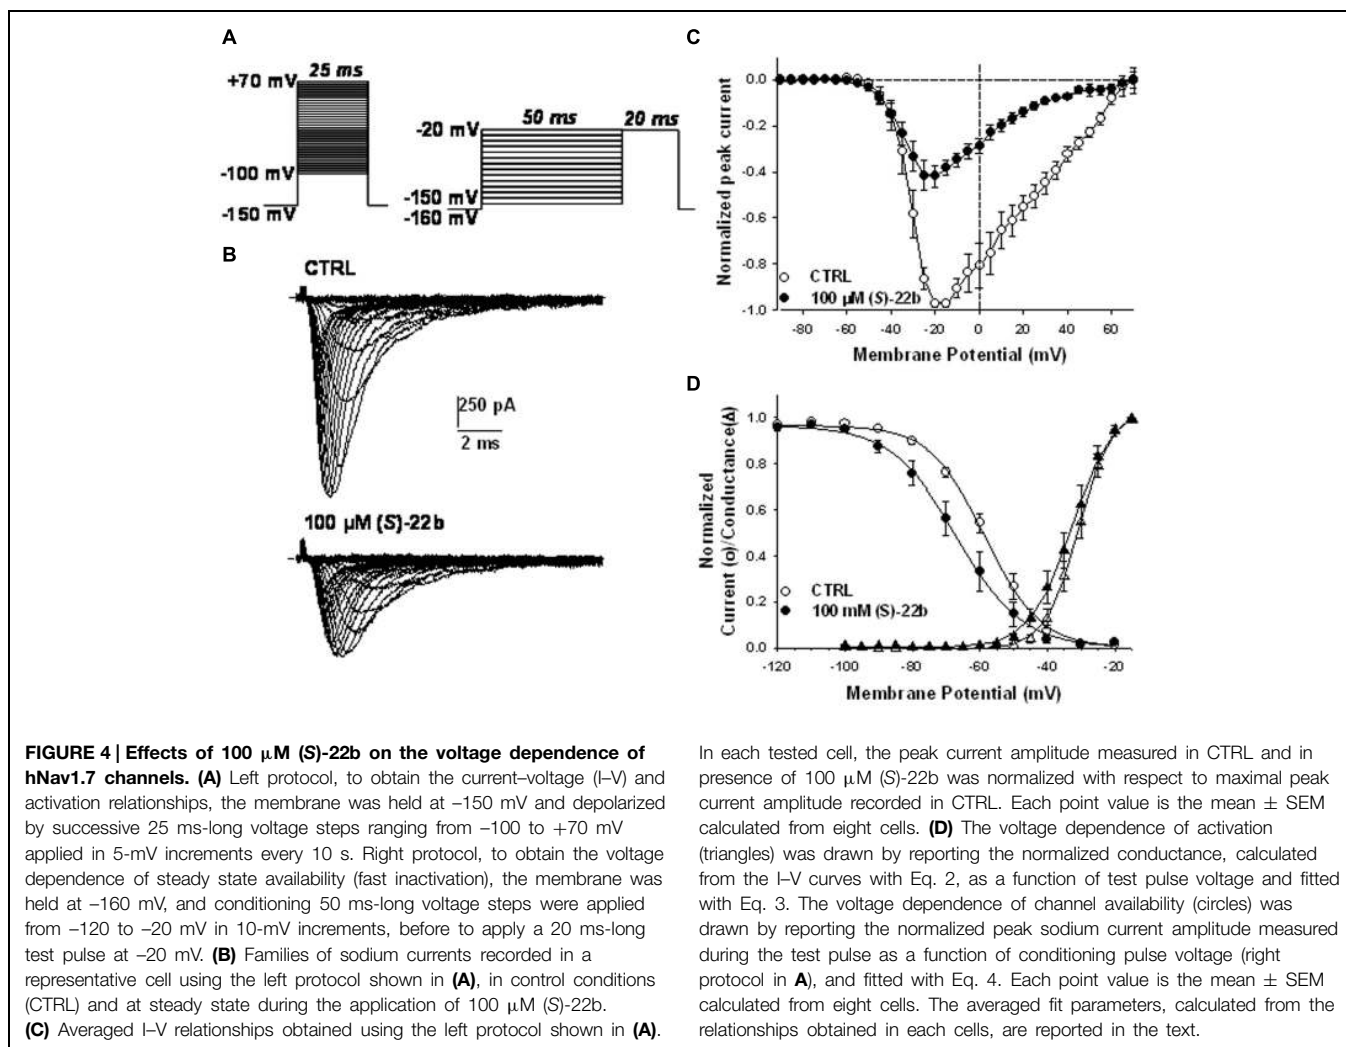 A
25 ms
+70 mV
-100 mV
-150 mV
50 ms
20 ms
-20 mV
-150 mV
-160 mV
B
CTRL
250 pA
2 ms
100 µM (S)-22b
C
Normalized peak current
0.0
-0.2
-0.4
-0.6
-0.8
-1.0
CTRL
100 µM (S)-22b
-80 -60 -40 -20 0 20 40 60
Membrane Potential (mV)
D
Normalized
Current (o)/Conductance(Δ)
1.0
0.8
0.6
0.4
0.2
0.0
CTRL
100 mM (S)-22b
-120 -100 -80 -60 -40 -20
Membrane Potential (mV)
FIGURE 4 | Effects of 100 µM (S)-22b on the voltage dependence of
hNav1.7 channels. (A) Left protocol, to obtain the current–voltage (I–V) and
activation relationships, the membrane was held at –150 mV and depolarized
by successive 25 ms-long voltage steps ranging from –100 to +70 mV
applied in 5-mV increments every 10 s. Right protocol, to obtain the voltage
dependence of steady state availability (fast inactivation), the membrane was
held at –160 mV, and conditioning 50 ms-long voltage steps were applied
from –120 to –20 mV in 10-mV increments, before to apply a 20 ms-long
test pulse at –20 mV. (B) Families of sodium currents recorded in a
representative cell using the left protocol shown in (A), in control conditions
(CTRL) and at steady state during the application of 100 µM (S)-22b.
(C) Averaged I–V relationships obtained using the left protocol shown in (A).
In each tested cell, the peak current amplitude measured in CTRL and in
presence of 100 µM (S)-22b was normalized with respect to maximal peak
current amplitude recorded in CTRL. Each point value is the mean ± SEM
calculated from eight cells. (D) The voltage dependence of activation
(triangles) was drawn by reporting the normalized conductance, calculated
from the I–V curves with Eq. 2, as a function of test pulse voltage and fitted
with Eq. 3. The voltage dependence of channel availability (circles) was
drawn by reporting the normalized peak sodium current amplitude measured
during the test pulse as a function of conditioning pulse voltage (right
protocol in A), and fitted with Eq. 4. Each point value is the mean ± SEM
calculated from eight cells. The averaged fit parameters, calculated from the
relationships obtained in each cells, are reported in the text.